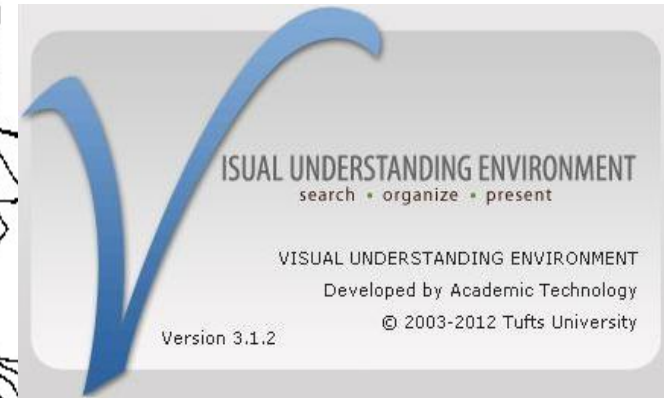 VISUAL UNDERSTANDING ENVIRONMENT
search • organize • present
VISUAL UNDERSTANDING ENVIRONMENT
Developed by Academic Technology
© 2003-2012 Tufts University
Version 3.1.2